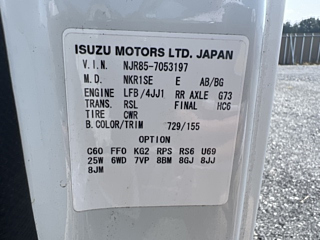 ISUZU MOTORS LTD. JAPAN
V. I. N. NJR85-7053197
M. D. NKR1SE E AB/BG
ENGINE LFB /4JJ1 RR AXLE G73
TRANS. RSL FINAL HC6
TIRE CWR
B. COLOR/TRIM 729/155
OPTION
C60 FF0 KG2 RPS RS6 U69
25W 6WD 7VP 8BM 8GJ 8JJ
8JM